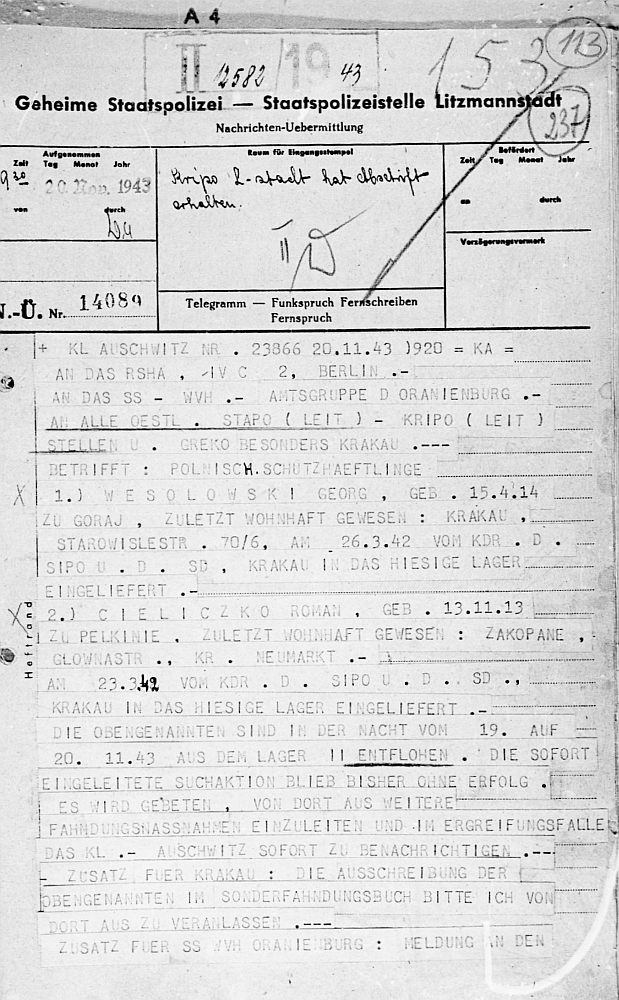 A 4
II 12582/19 43
153
113
237
Geheime Staatspolizei — Staatspolizeistelle Litzmannstadt
Nachrichten-Uebermittlung
Aufgenommen
Zeit Tag Monat Jahr
9 30 20. Nov. 1943
von durch
Raum für Eingangsstempel
Kripo L-stadt hat Abschrift
erhalten.
II
Befördert
Zeit Tag Monat Jahr
an durch
Verzögerungsvermerk
N.-Ü. Nr. 14089
Telegramm — Funkspruch Fernschreiben
Fernspruch
+ KL AUSCHWITZ NR . 23866 20.11.43 )920 = KA =
AN DAS RSHA , -IV C 2, BERLIN .-
AN DAS SS - WVH .- AMTSGRUPPE D ORANIENBURG .-
AN ALLE OESTL . STAPO ( LEIT ) - KRIPO ( LEIT )
STELLEN U . GREKO BESONDERS KRAKAU .---
BETRIFFT : POLNISCH.SCHUTZHAEFTLINGE
1.) W E S O L O W S K I GEORG , GEB . 15.4.14
ZU GORAJ , ZULETZT WOHNHAFT GEWESEN : KRAKAU ,
STAROWISLESTR . 70/6, AM 26.3.42 VOM KDR . D .
SIPO U . D . SD , KRAKAU IN DAS HIESIGE LAGER
EINGELIEFERT .-
Heftrand
2.) C I E L I C Z K O ROMAN , GEB . 13.11.13
ZU PELKINIE , ZULETZT WOHNHAFT GEWESEN : ZAKOPANE ,
GLOWNASTR ., KR . NEUMARKT .-
AM 23.3.42 VOM KDR . D . SIPO U . D . SD .,
KRAKAU IN DAS HIESIGE LAGER EINGELIEFERT .-
DIE OBENGENANNTEN SIND IN DER NACHT VOM 19. AUF
20. 11.43 AUS DEM LAGER II ENTFLOHEN . DIE SOFORT
EINGELEITETE SUCHAKTION BLIEB BISHER OHNE ERFOLG .
ES WIRD GEBETEN , VON DORT AUS WEITERE
FAHNDUNGSNASSNAHMEN EINZULEITEN UND IM ERGREIFUNGSFALLE
DAS KL .- AUSCHWITZ SOFORT ZU BENACHRICHTIGEN .--
- ZUSATZ FUER KRAKAU : DIE AUSSCHREIBUNG DER
OBENGENANNTEN IM SONDERFAHNDUNGSBUCH BITTE ICH VON
DORT AUS ZU VERANLASSEN .---
ZUSATZ FUER SS WVH ORANIENBURG : MELDUNG AN DEN